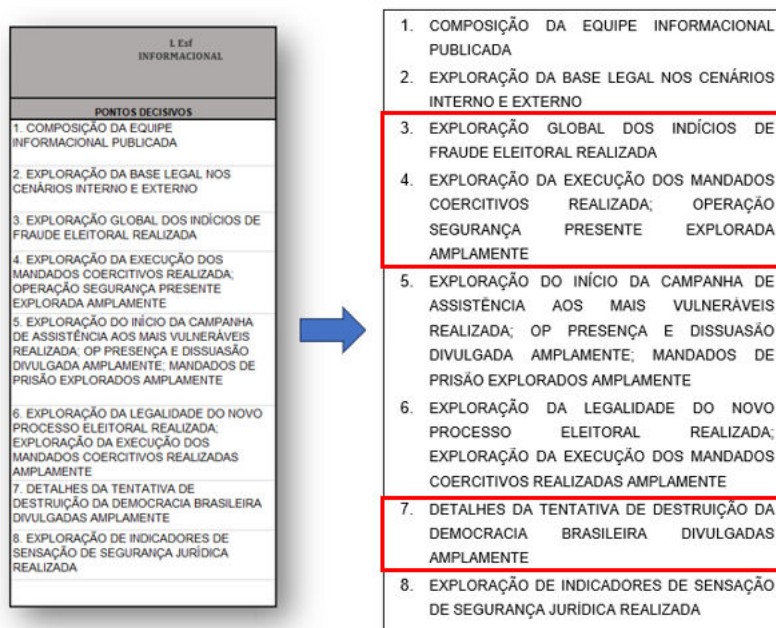 I. Esf
INFORMACIONAL
PONTOS DECISIVOS
1. COMPOSIÇÃO DA EQUIPE
INFORMACIONAL PUBLICADA
2. EXPLORAÇÃO DA BASE LEGAL NOS
CENÁRIOS INTERNO E EXTERNO
3. EXPLORAÇÃO GLOBAL DOS INDÍCIOS DE
FRAUDE ELEITORAL REALIZADA
4. EXPLORAÇÃO DA EXECUÇÃO DOS
MANDADOS COERCITIVOS REALIZADA;
OPERAÇÃO SEGURANÇA PRESENTE
EXPLORADA AMPLAMENTE
5. EXPLORAÇÃO DO INÍCIO DA CAMPANHA
DE ASSISTÊNCIA AOS MAIS VULNERÁVEIS
REALIZADA; OP PRESENÇA E DISSUASÃO
DIVULGADA AMPLAMENTE; MANDADOS DE
PRISÃO EXPLORADOS AMPLAMENTE
6. EXPLORAÇÃO DA LEGALIDADE DO NOVO
PROCESSO ELEITORAL REALIZADA;
EXPLORAÇÃO DA EXECUÇÃO DOS
MANDADOS COERCITIVOS REALIZADAS
AMPLAMENTE
7. DETALHES DA TENTATIVA DE
DESTRUIÇÃO DA DEMOCRACIA BRASILEIRA
DIVULGADAS AMPLAMENTE
8. EXPLORAÇÃO DE INDICADORES DE
SENSAÇÃO DE SEGURANÇA JURÍDICA
REALIZADA
1. COMPOSIÇÃO DA EQUIPE INFORMACIONAL
PUBLICADA
2. EXPLORAÇÃO DA BASE LEGAL NOS CENÁRIOS
INTERNO E EXTERNO
3. EXPLORAÇÃO GLOBAL DOS INDÍCIOS DE
FRAUDE ELEITORAL REALIZADA
4. EXPLORAÇÃO DA EXECUÇÃO DOS MANDADOS
COERCITIVOS REALIZADA; OPERAÇÃO
SEGURANÇA PRESENTE EXPLORADA
AMPLAMENTE
5. EXPLORAÇÃO DO INÍCIO DA CAMPANHA DE
ASSISTÊNCIA AOS MAIS VULNERÁVEIS
REALIZADA; OP PRESENÇA E DISSUASÃO
DIVULGADA AMPLAMENTE; MANDADOS DE
PRISÃO EXPLORADOS AMPLAMENTE
6. EXPLORAÇÃO DA LEGALIDADE DO NOVO
PROCESSO ELEITORAL REALIZADA;
EXPLORAÇÃO DA EXECUÇÃO DOS MANDADOS
COERCITIVOS REALIZADAS AMPLAMENTE
7. DETALHES DA TENTATIVA DE DESTRUIÇÃO DA
DEMOCRACIA BRASILEIRA DIVULGADAS
AMPLAMENTE
8. EXPLORAÇÃO DE INDICADORES DE SENSAÇÃO
DE SEGURANÇA JURÍDICA REALIZADA